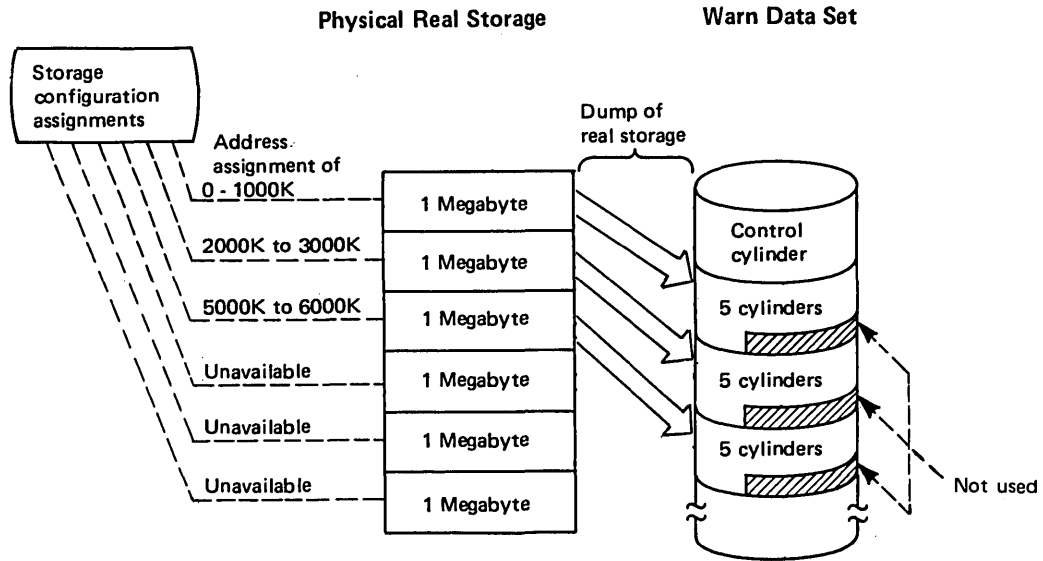 Physical Real Storage
Warn Data Set
Storage
configuration
assignments
Dump of
real storage
Address.
assignment of
0 - 1000K
2000K to 3000K
5000K to 6000K
Unavailable
Unavailable
Unavailable
1 Megabyte
1 Megabyte
1 Megabyte
1 Megabyte
1 Megabyte
1 Megabyte
Control
cylinder
5 cylinders
5 cylinders
5 cylinders
Not used